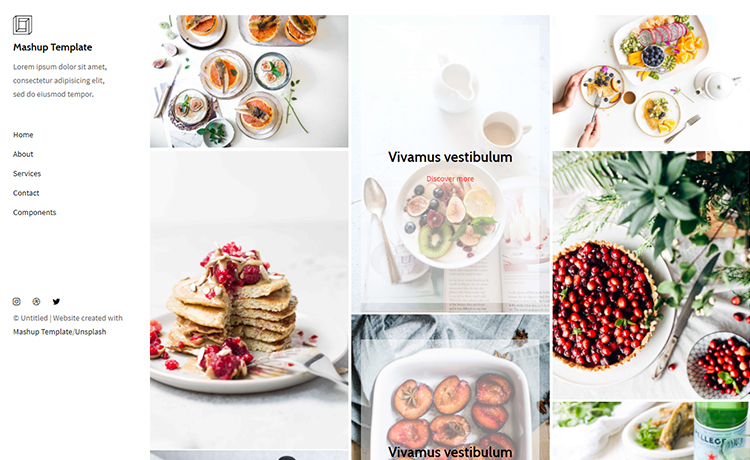 Mashup Template
Lorem ipsum dolor sit amet,
consectetur adipisicing elit,
sed do eiusmod tempor.
Home
About
Services
Contact
Components
© Untitled | Website created with
Mashup Template/Unsplash
Vivamus vestibulum
Discover more
Vivamus vestibulum